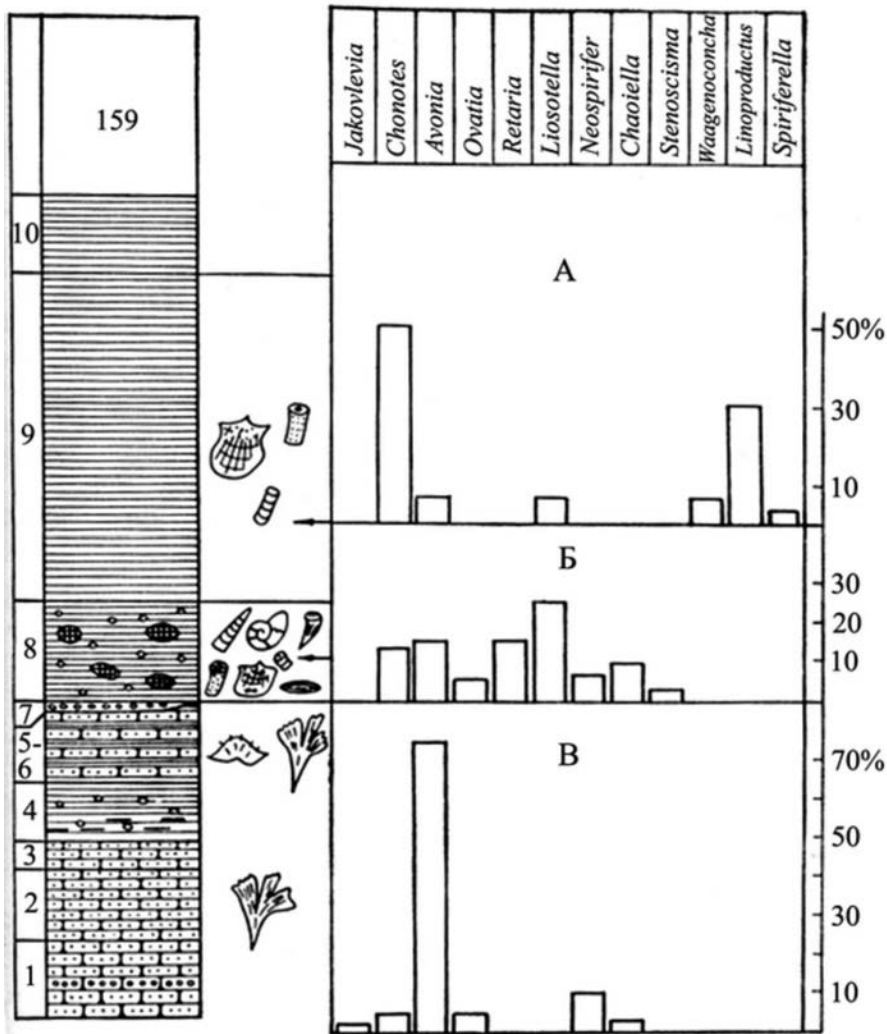 159
10
9
8
7
5-
6
4
3
2
1
Jakovlevia
Chonotes
Avonia
Ovatia
Retaria
Liosotella
Neospirifer
Chaoiella
Stenoscisma
Waagenoconcha
Linoproductus
Spiriferella
А
50%
30
10
Б
30
20
10
В
70%
50
30
10